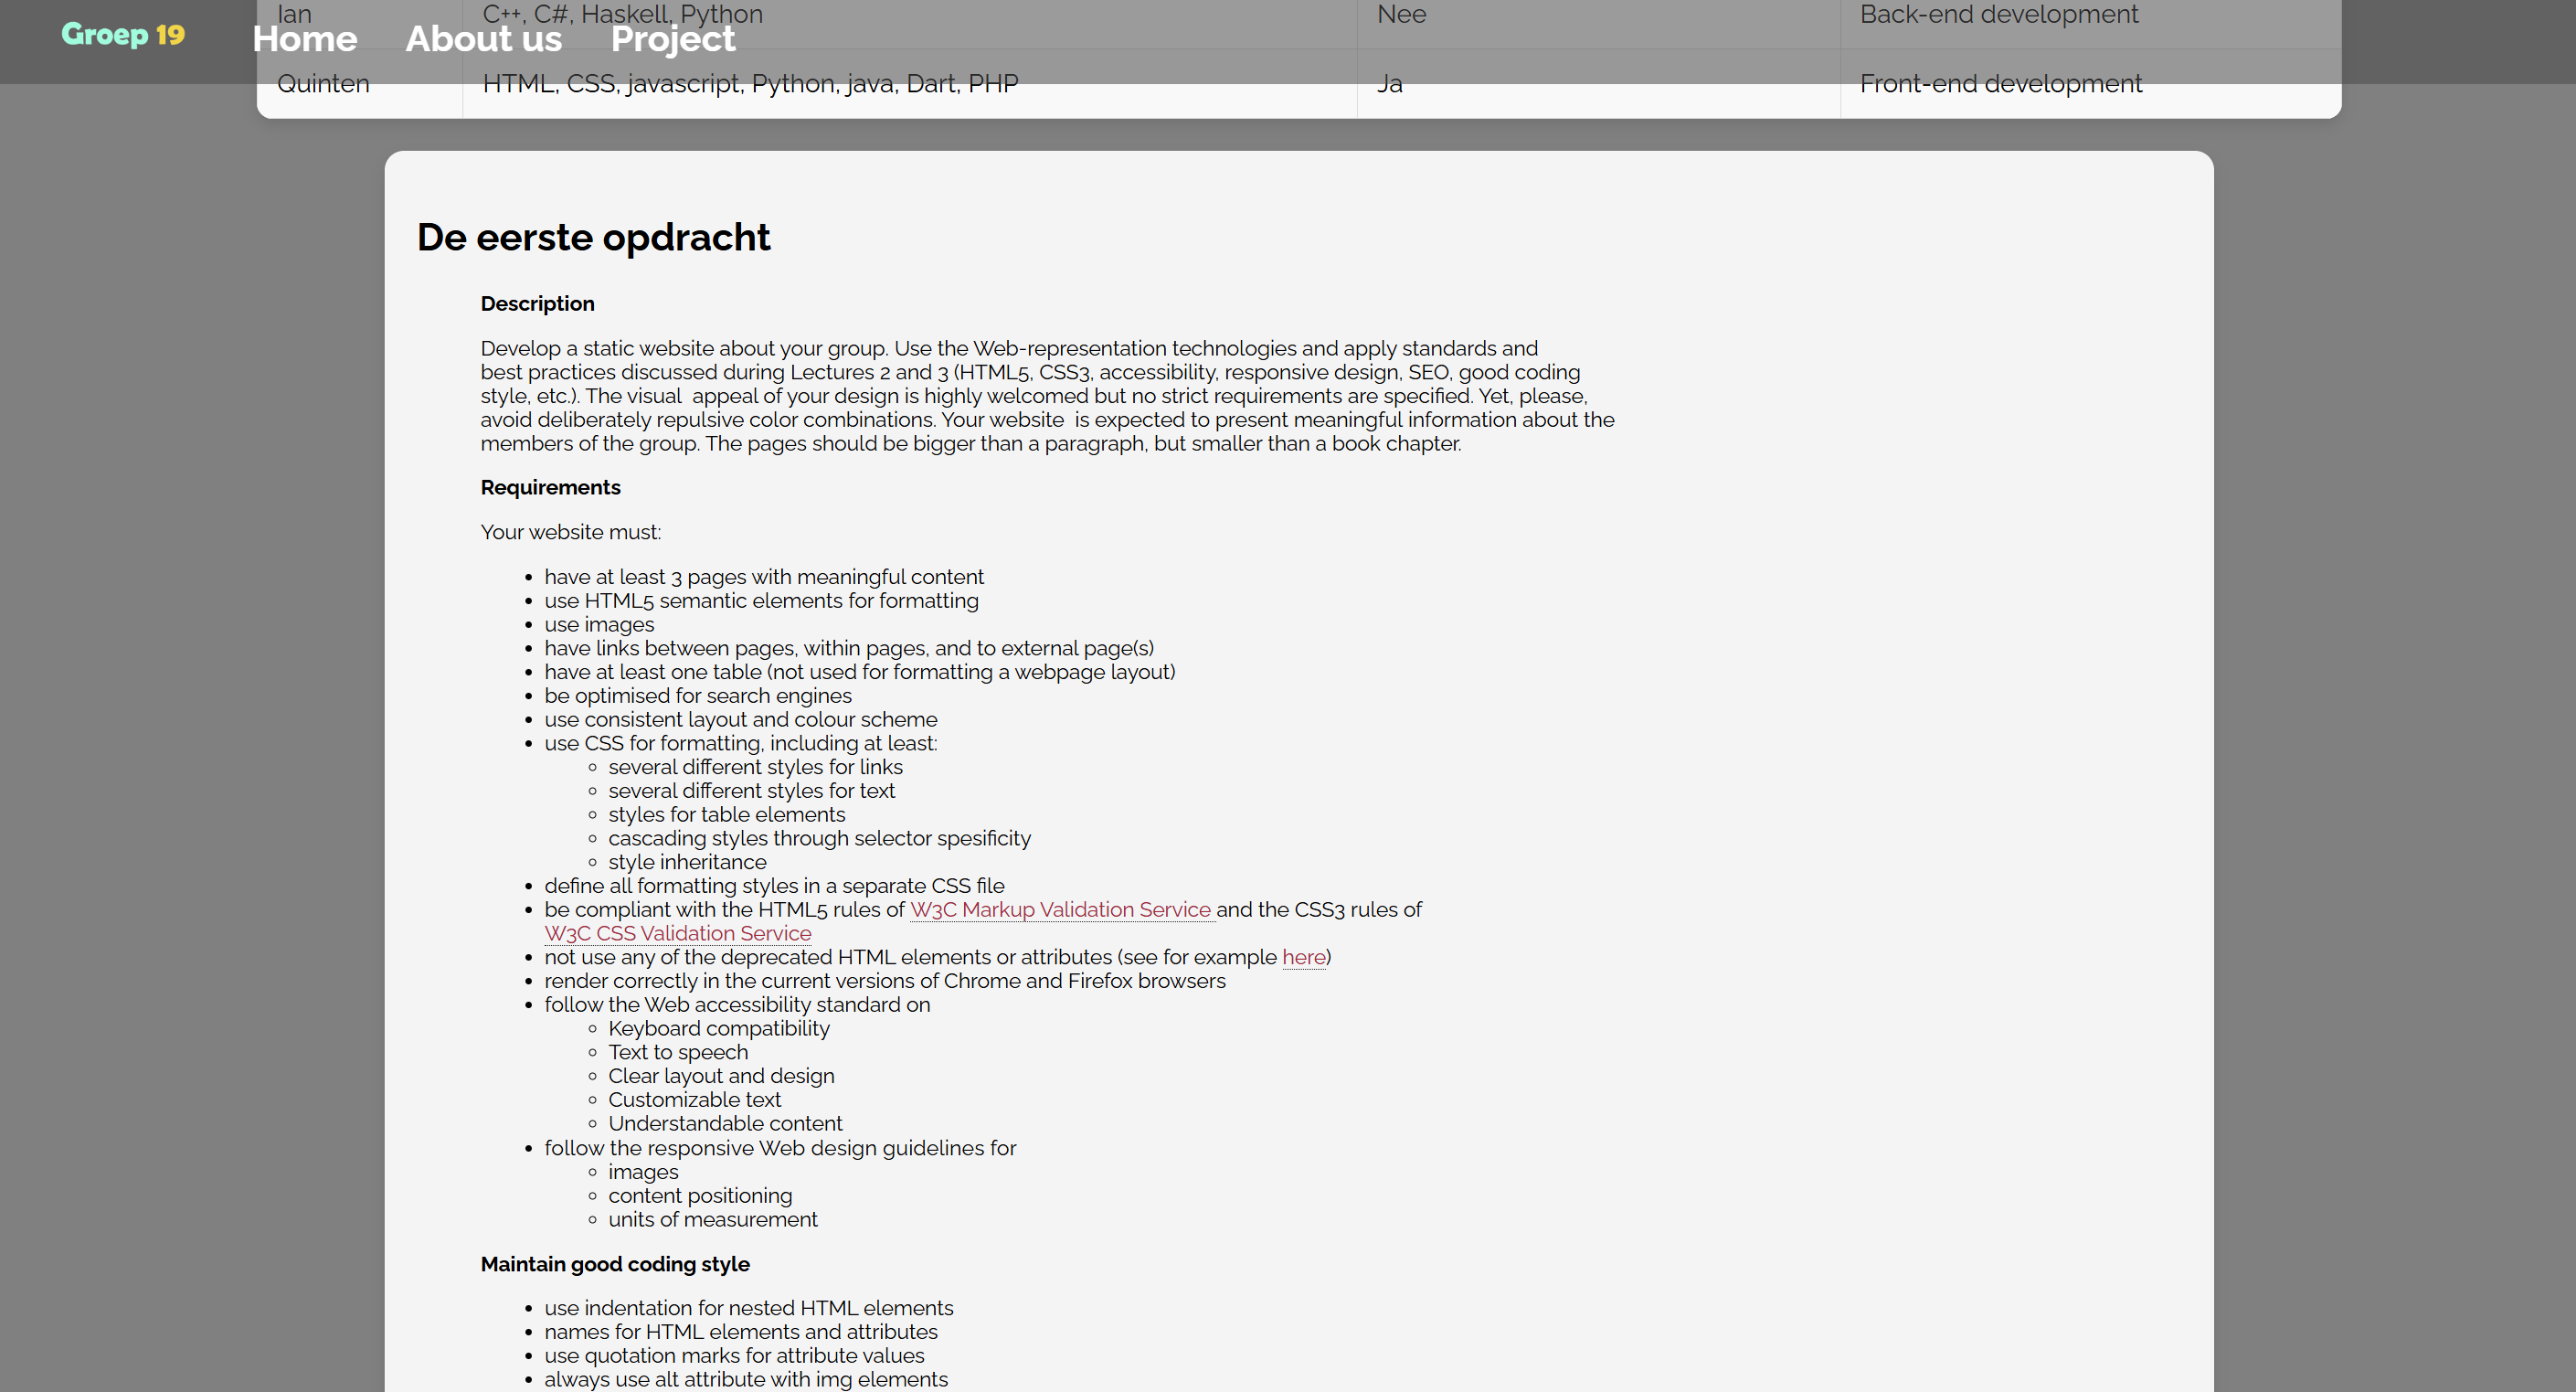 Ian C++, C#, Haskell, Python Nee Back-end development
Groep 19 Home About us Project
Quinten HTML, CSS, javascript, Python, java, Dart, PHP Ja Front-end development
De eerste opdracht
Description
Develop a static website about your group. Use the Web-representation technologies and apply standards and
best practices discussed during Lectures 2 and 3 (HTML5, CSS3, accessibility, responsive design, SEO, good coding
style, etc.). The visual  appeal of your design is highly welcomed but no strict requirements are specified. Yet, please,
avoid deliberately repulsive color combinations. Your website  is expected to present meaningful information about the
members of the group. The pages should be bigger than a paragraph, but smaller than a book chapter.
Requirements
Your website must:
• have at least 3 pages with meaningful content
• use HTML5 semantic elements for formatting
• use images
• have links between pages, within pages, and to external page(s)
• have at least one table (not used for formatting a webpage layout)
• be optimised for search engines
• use consistent layout and colour scheme
• use CSS for formatting, including at least:
◦ several different styles for links
◦ several different styles for text
◦ styles for table elements
◦ cascading styles through selector spesificity
◦ style inheritance
• define all formatting styles in a separate CSS file
• be compliant with the HTML5 rules of W3C Markup Validation Service and the CSS3 rules of
W3C CSS Validation Service
• not use any of the deprecated HTML elements or attributes (see for example here)
• render correctly in the current versions of Chrome and Firefox browsers
• follow the Web accessibility standard on
◦ Keyboard compatibility
◦ Text to speech
◦ Clear layout and design
◦ Customizable text
◦ Understandable content
• follow the responsive Web design guidelines for
◦ images
◦ content positioning
◦ units of measurement
Maintain good coding style
• use indentation for nested HTML elements
• names for HTML elements and attributes
• use quotation marks for attribute values
• always use alt attribute with img elements